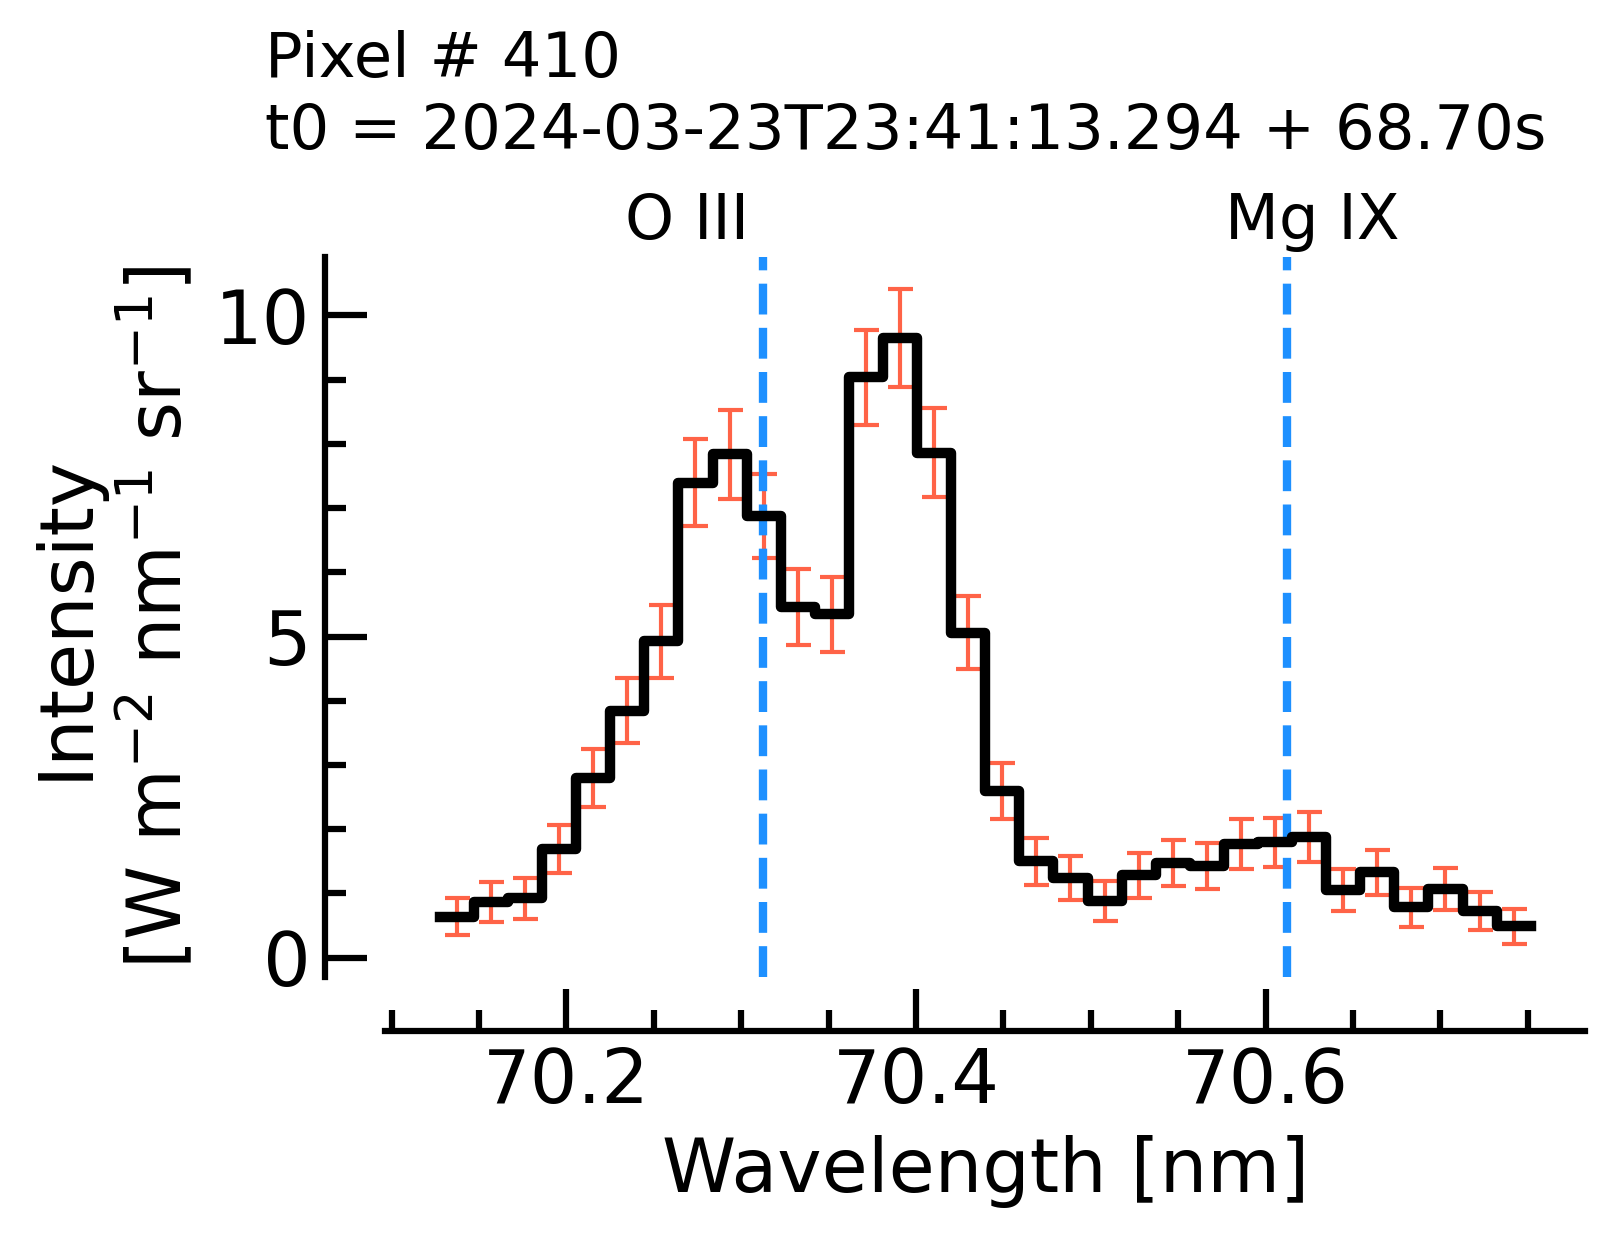 Pixel # 410
t0 = 2024-03-23T23:41:13.294 + 68.70s
O III
Mg IX
Intensity
[W m⁻² nm⁻¹ sr⁻¹]
10
5
0
70.2
70.4
70.6
Wavelength [nm]